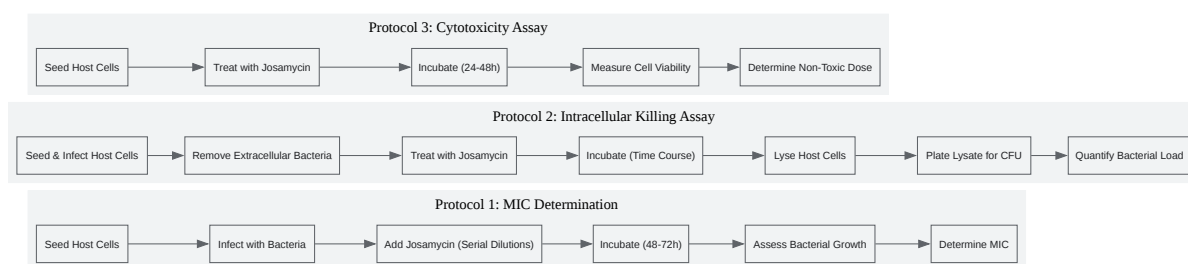 Protocol 3: Cytotoxicity Assay
Seed Host Cells
Treat with Josamycin
Incubate (24-48h)
Measure Cell Viability
Determine Non-Toxic Dose
Protocol 2: Intracellular Killing Assay
Seed & Infect Host Cells
Remove Extracellular Bacteria
Treat with Josamycin
Incubate (Time Course)
Lyse Host Cells
Plate Lysate for CFU
Quantify Bacterial Load
Protocol 1: MIC Determination
Seed Host Cells
Infect with Bacteria
Add Josamycin (Serial Dilutions)
Incubate (48-72h)
Assess Bacterial Growth
Determine MIC